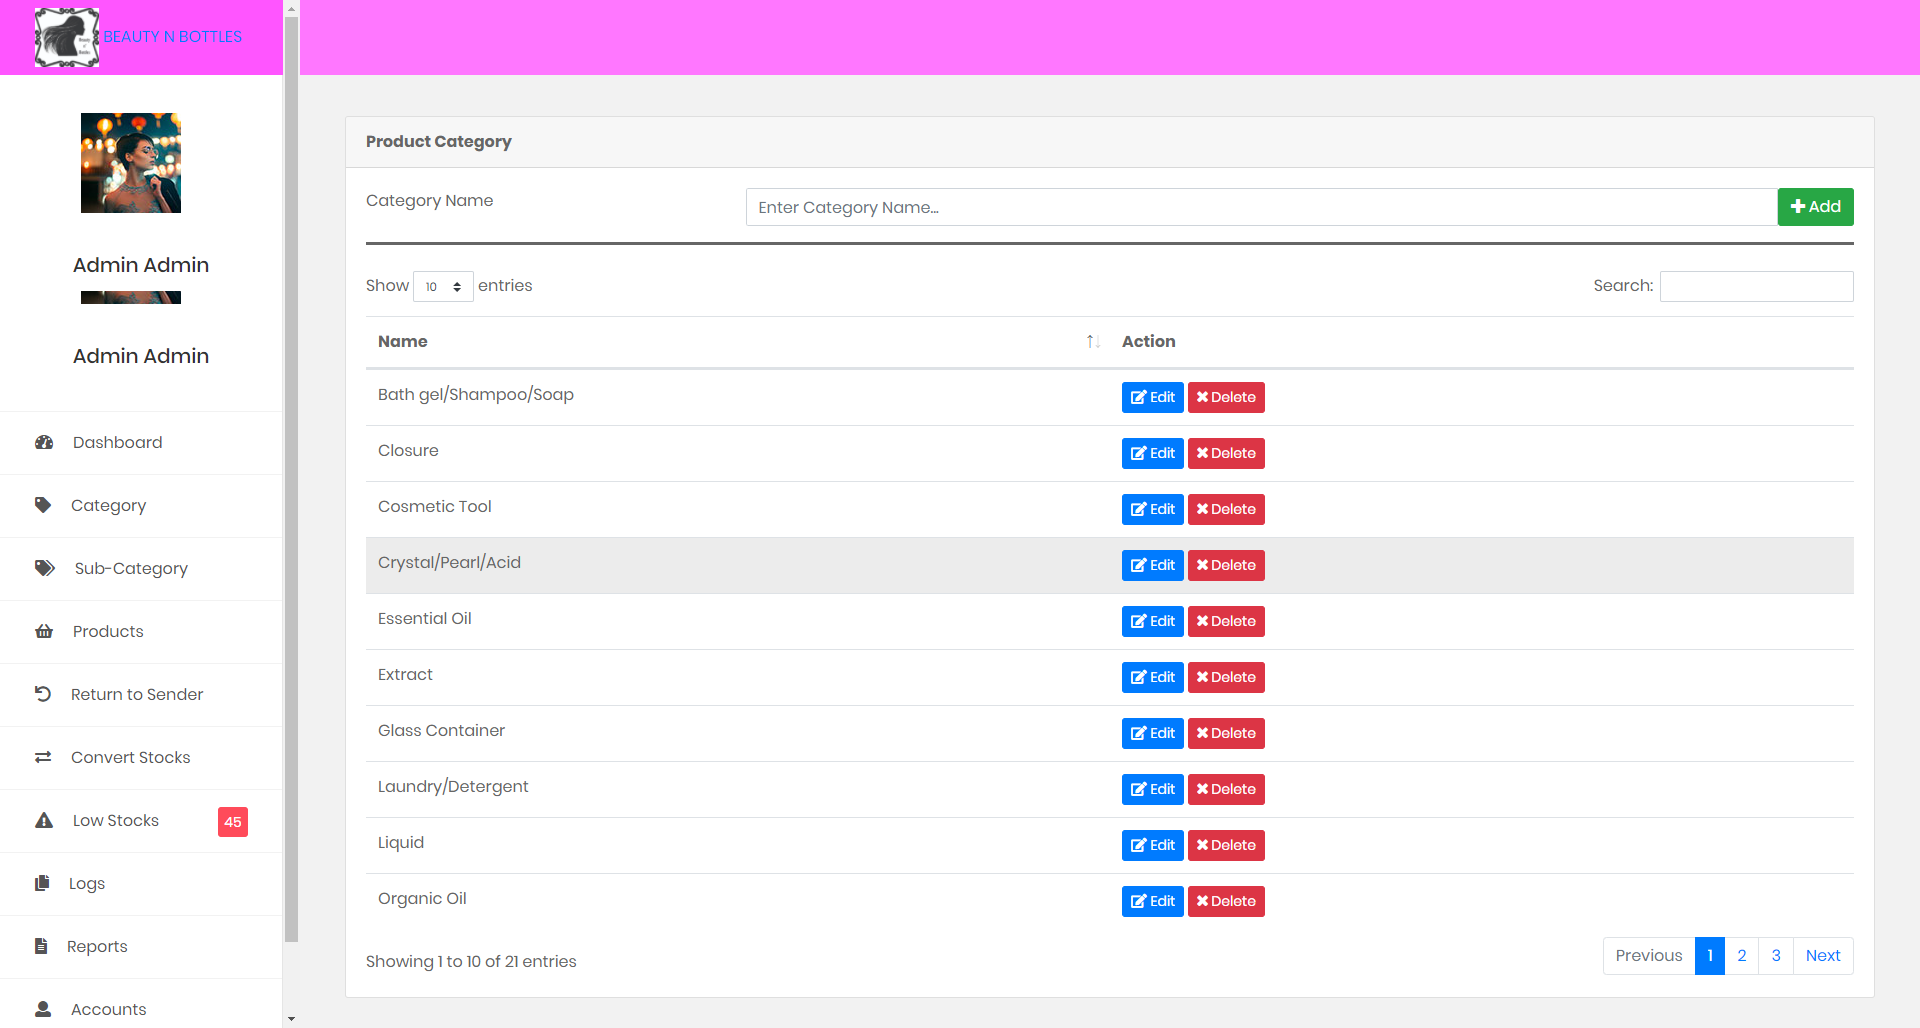 BEAUTY N BOTTLES
Admin Admin
Admin Admin
Dashboard
Category
Sub-Category
Products
Return to Sender
Convert Stocks
Low Stocks 45
Logs
Reports
Accounts
Product Category
Category Name Enter Category Name... Add
Show 10 entries Search:
Name Action
Bath gel/Shampoo/Soap Edit Delete
Closure Edit Delete
Cosmetic Tool Edit Delete
Crystal/Pearl/Acid Edit Delete
Essential Oil Edit Delete
Extract Edit Delete
Glass Container Edit Delete
Laundry/Detergent Edit Delete
Liquid Edit Delete
Organic Oil Edit Delete
Showing 1 to 10 of 21 entries Previous 1 2 3 Next